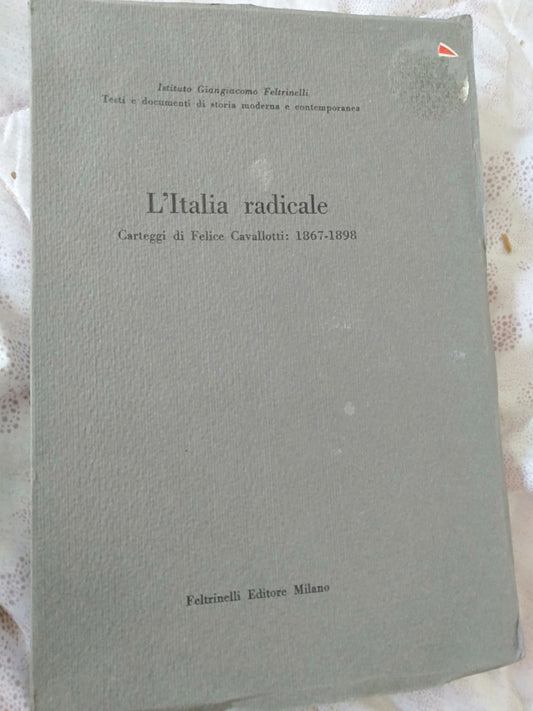 Istituto Giangiacomo Feltrinelli
Testi e documenti di storia moderna e contemporanea
L'Italia radicale
Carteggi di Felice Cavallotti: 1867-1898
Feltrinelli Editore Milano